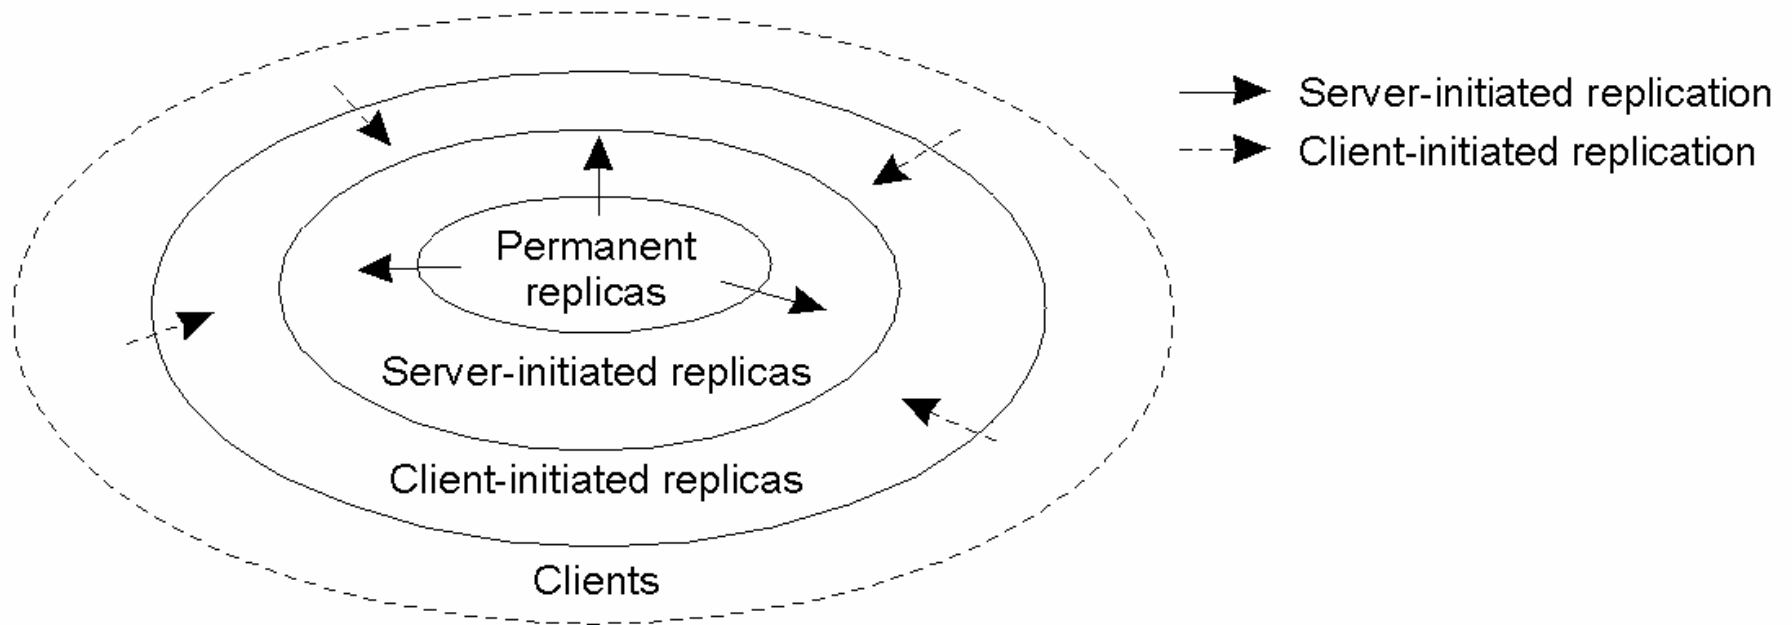 Server-initiated replication
Client-initiated replication
Permanent
replicas
Server-initiated replicas
Client-initiated replicas
Clients